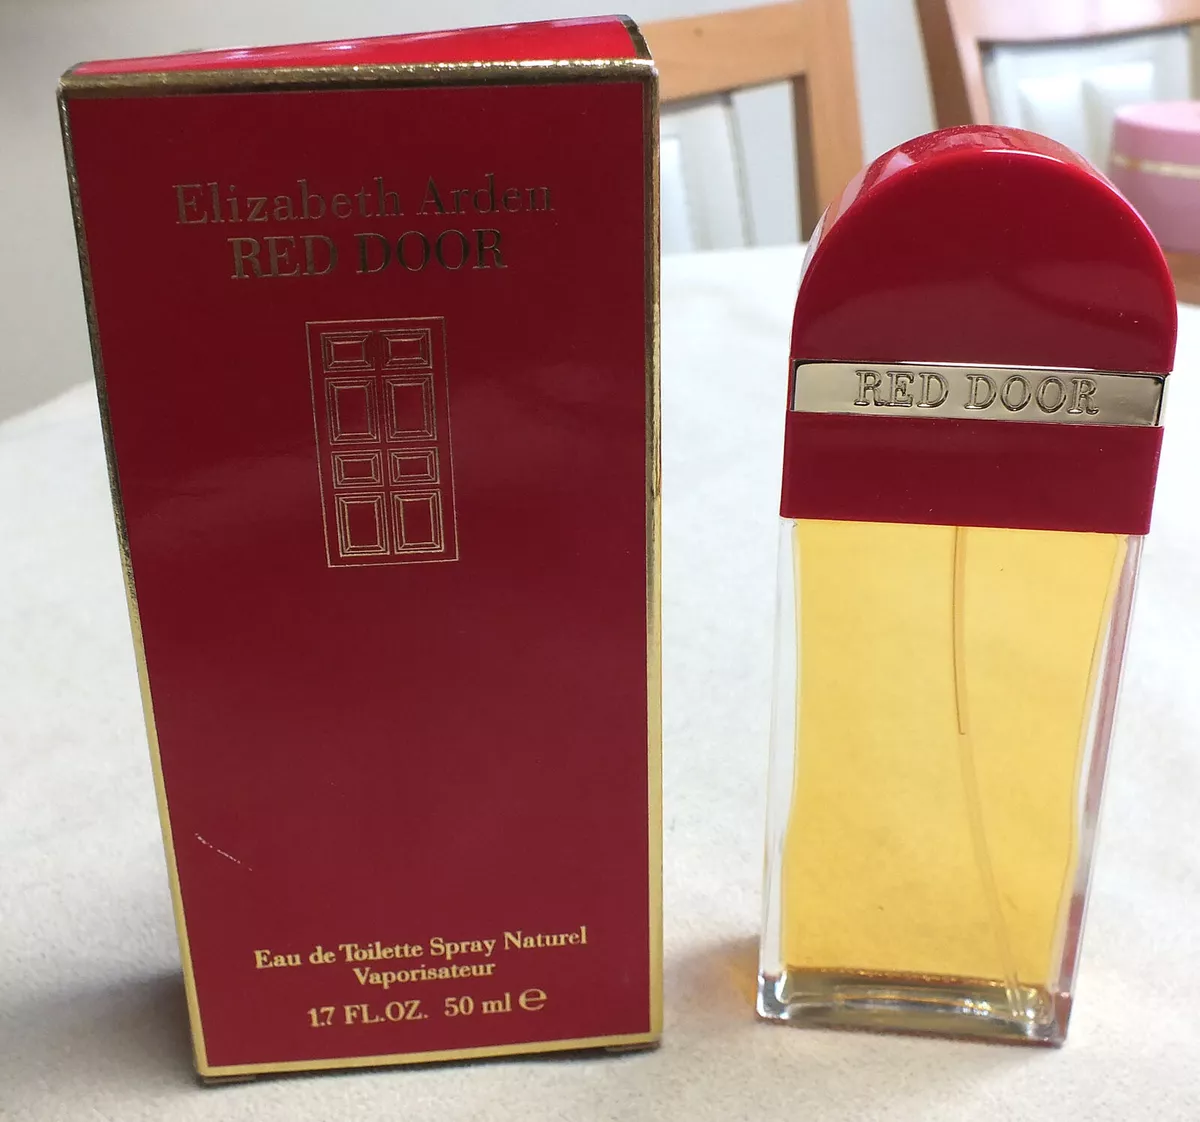 Elizabeth Arden
RED DOOR
Eau de Toilette Spray Naturel
Vaporisateur
1.7 FL.OZ. 50 ml ℮
RED DOOR